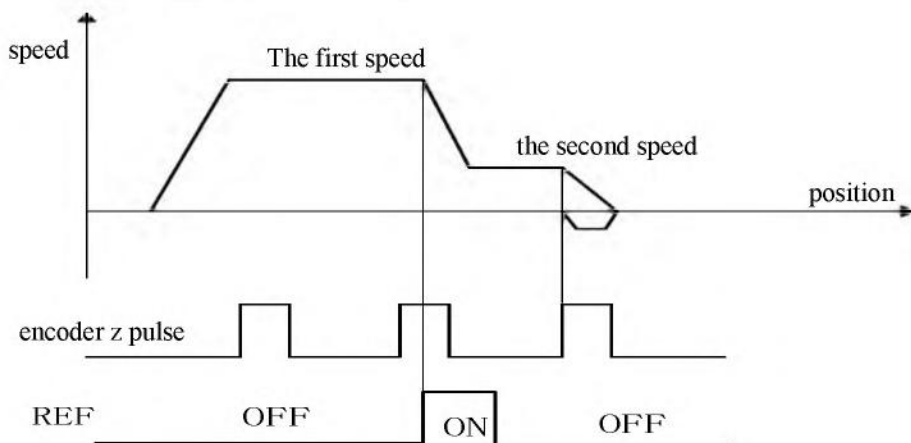 The first speed
speed
the second speed
position
encoder z pulse
REF OFF ON OFF